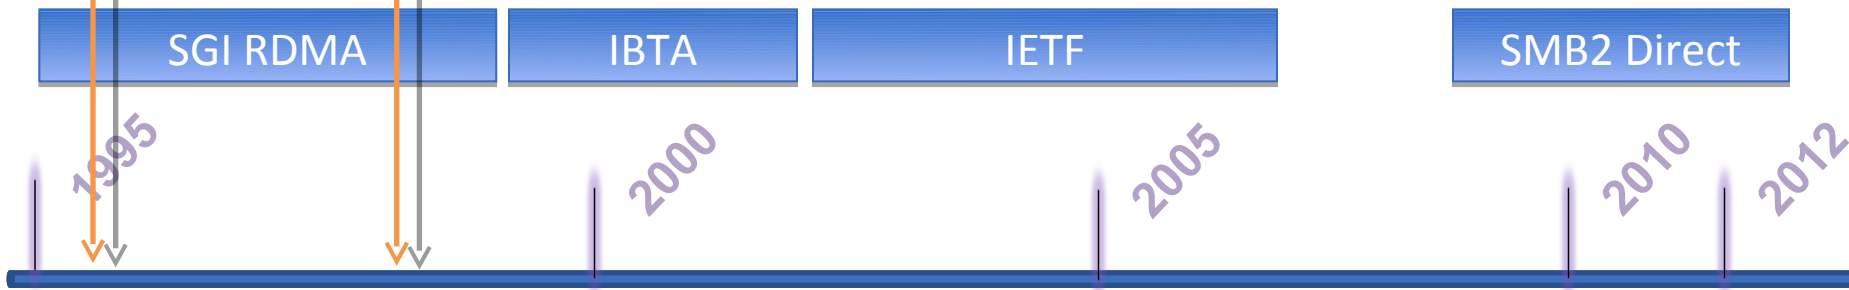 SGI RDMA
IBTA
IETF
SMB2 Direct
1995
2000
2005
2010
2012